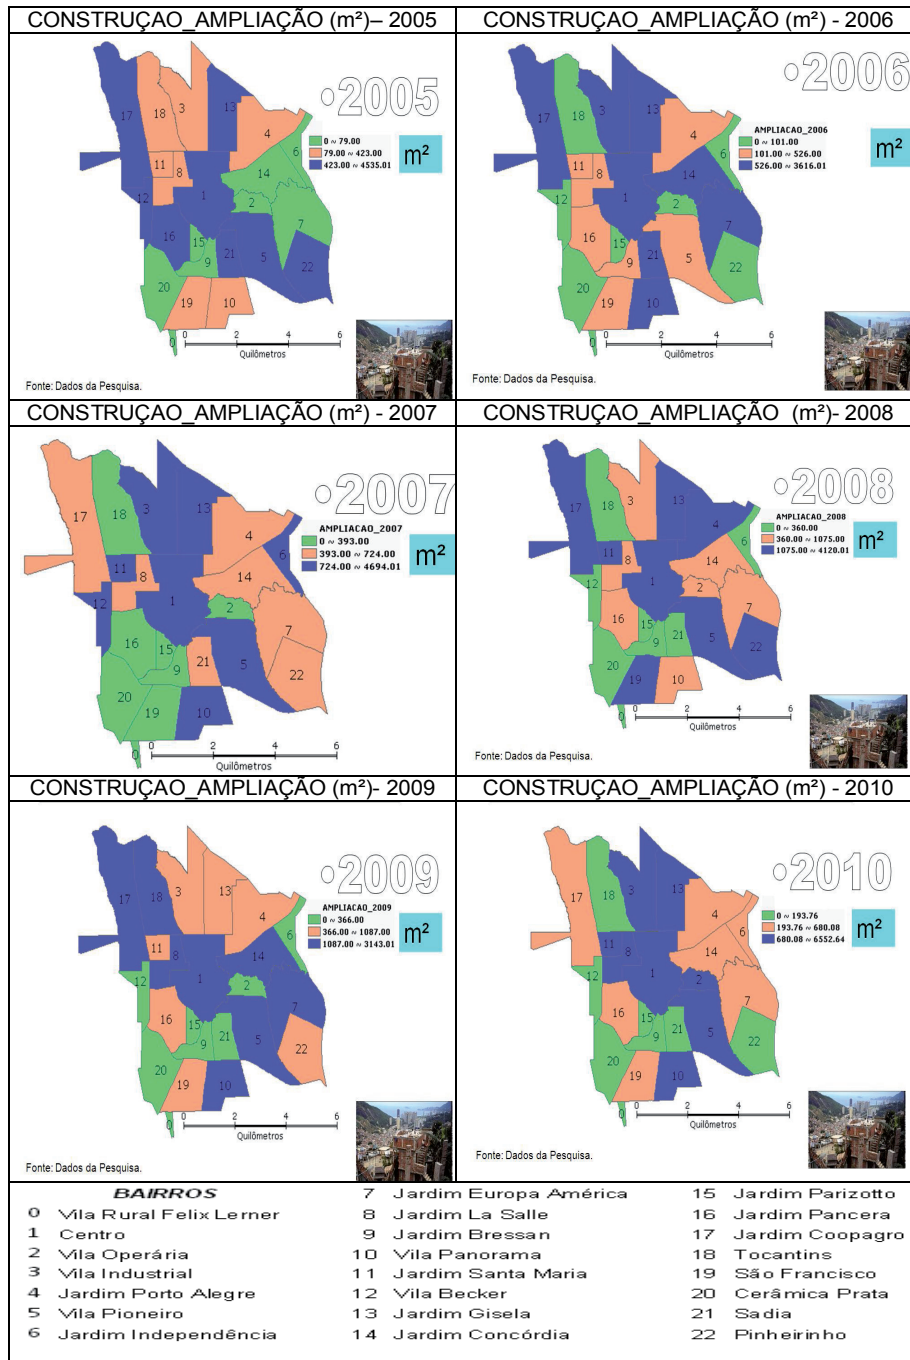 CONSTRUÇAO_AMPLIAÇÃO (m²)– 2005
2005
0 ~ 79.00
79.00 ~ 423.00
423.00 ~ 4535.01
m²
17
18
3
13
4
6
11
8
14
1
2
12
7
16
15
9
21
5
22
20
19
10
0
0 2 4 6
Quilômetros
Fonte: Dados da Pesquisa.
CONSTRUÇAO_AMPLIAÇÃO (m²) - 2006
2006
AMPLIACAO_2006
0 ~ 101.00
101.00 ~ 526.00
526.00 ~ 3616.01
m²
17
18
3
13
4
6
11
8
14
1
2
12
7
16
15
9
21
5
22
20
19
10
0
0 2 4 6
Quilômetros
Fonte: Dados da Pesquisa.
CONSTRUÇAO_AMPLIAÇÃO (m²) - 2007
2007
AMPLIACAO_2007
0 ~ 393.00
393.00 ~ 724.00
724.00 ~ 4694.01
m²
17
18
3
13
4
6
11
8
14
12
1
2
7
16
15
9
21
5
22
20
19
10
0
0 2 4 6
Quilômetros
CONSTRUÇAO_AMPLIAÇÃO (m²)- 2008
2008
AMPLIACAO_2008
0 ~ 360.00
360.00 ~ 1075.00
1075.00 ~ 4120.01
m²
17
18
3
13
4
6
11
8
14
1
2
12
7
16
15
9
21
5
22
20
19
10
0
0 2 4 6
Quilômetros
Fonte: Dados da Pesquisa.
CONSTRUÇAO_AMPLIAÇÃO (m²)- 2009
2009
AMPLIACAO_2009
0 ~ 366.00
366.00 ~ 1087.00
1087.00 ~ 3143.01
m²
17
18
3
13
4
6
11
8
14
1
2
12
7
16
15
9
21
5
22
20
19
10
0
0 2 4 6
Quilômetros
Fonte: Dados da Pesquisa.
CONSTRUÇAO_AMPLIAÇÃO (m²) - 2010
2010
0 ~ 193.76
193.76 ~ 680.08
680.08 ~ 6552.64
m²
17
18
3
13
4
6
11
8
14
1
2
12
7
16
15
9
21
5
22
20
19
10
0
0 2 4 6
Quilômetros
Fonte: Dados da Pesquisa.
BAIRROS
0 Vila Rural Felix Lerner
1 Centro
2 Vila Operária
3 Vila Industrial
4 Jardim Porto Alegre
5 Vila Pioneiro
6 Jardim Independência
7 Jardim Europa América
8 Jardim La Salle
9 Jardim Bressan
10 Vila Panorama
11 Jardim Santa Maria
12 Vila Becker
13 Jardim Gisela
14 Jardim Concórdia
15 Jardim Parizotto
16 Jardim Pancera
17 Jardim Coopagro
18 Tocantins
19 São Francisco
20 Cerâmica Prata
21 Sadia
22 Pinheirinho